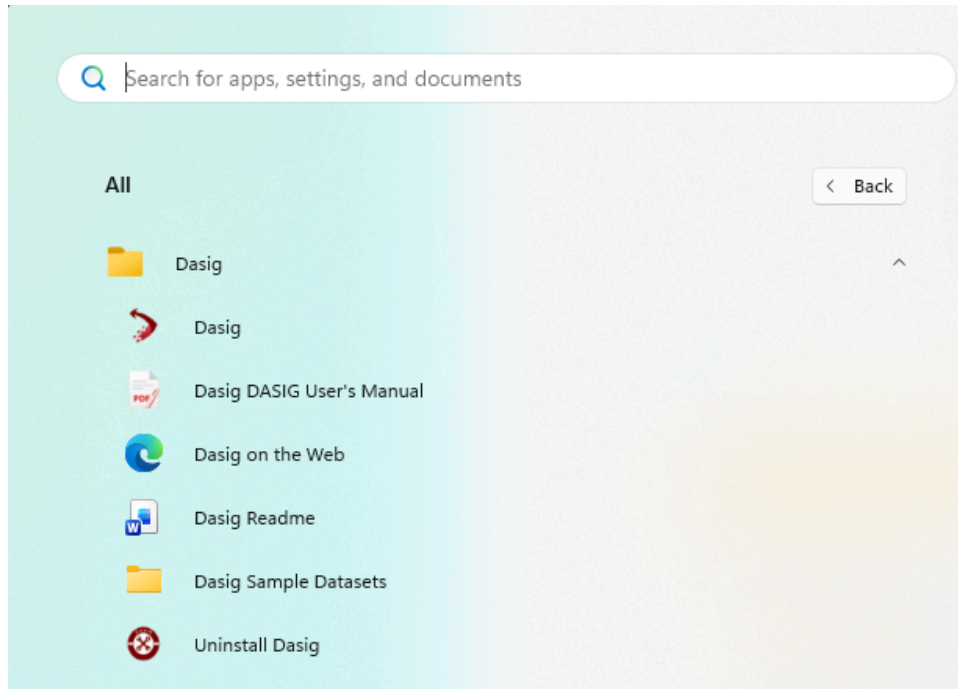 Search for apps, settings, and documents
All
Back
Dasig
Dasig
PDF
Dasig DASIG User's Manual
Dasig on the Web
W
Dasig Readme
Dasig Sample Datasets
Uninstall Dasig